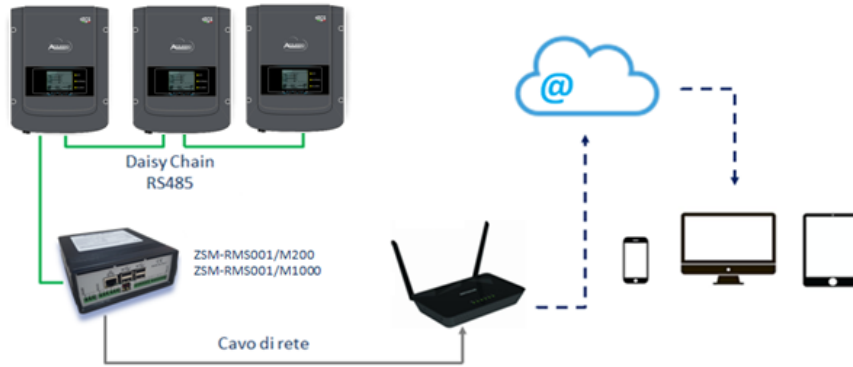 @
Daisy Chain
RS485
ZSM-RMS001/M200
ZSM-RMS001/M1000
Cavo di rete